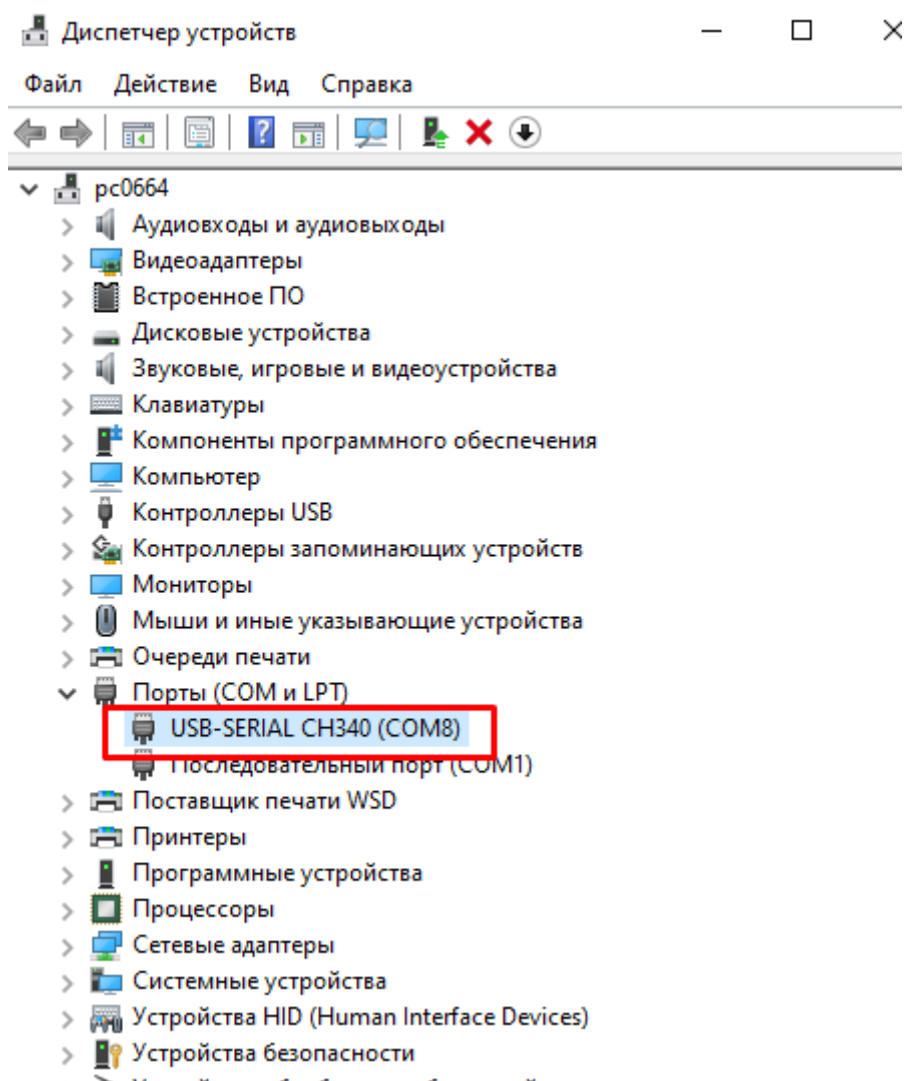 Диспетчер устройств
Файл Действие Вид Справка
pc0664
Аудиовходы и аудиовыходы
Видеоадаптеры
Встроенное ПО
Дисковые устройства
Звуковые, игровые и видеоустройства
Клавиатуры
Компоненты программного обеспечения
Компьютер
Контроллеры USB
Контроллеры запоминающих устройств
Мониторы
Мыши и иные указывающие устройства
Очереди печати
Порты (COM и LPT)
USB-SERIAL CH340 (COM8)
Последовательный порт (COM1)
Поставщик печати WSD
Принтеры
Программные устройства
Процессоры
Сетевые адаптеры
Системные устройства
Устройства HID (Human Interface Devices)
Устройства безопасности